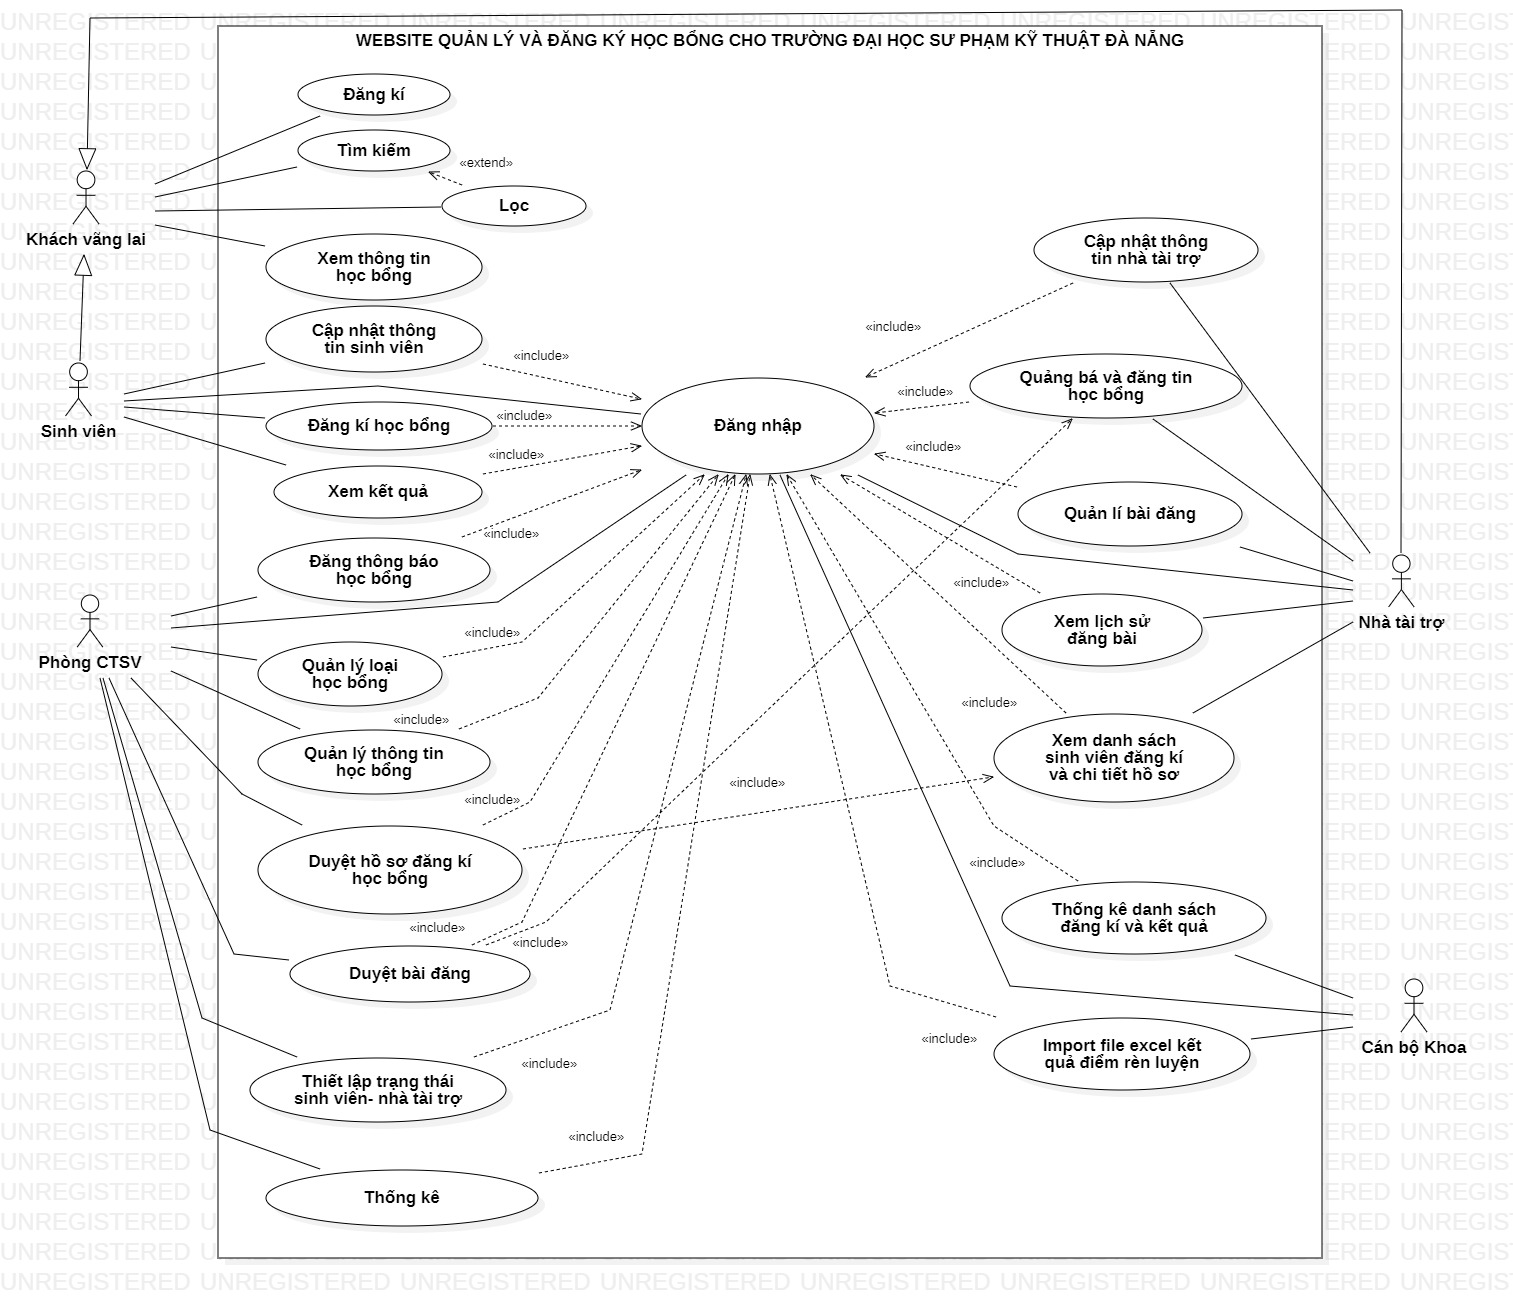 WEBSITE QUẢN LÝ VÀ ĐĂNG KÝ HỌC BỔNG CHO TRƯỜNG ĐẠI HỌC SƯ PHẠM KỸ THUẬT ĐÀ NẴNG
Đăng kí
Tìm kiếm
«extend»
Lọc
Khách vãng lai
Xem thông tin
học bổng
Cập nhật thông
tin nhà tài trợ
Cập nhật thông
tin sinh viên
«include»
«include»
Quảng bá và đăng tin
học bổng
«include»
Sinh viên
Đăng kí học bổng
«include»
Đăng nhập
Xem kết quả
«include»
«include»
Quản lí bài đăng
«include»
Đăng thông báo
học bổng
«include»
Xem lịch sử
đăng bài
Nhà tài trợ
Phòng CTSV
«include»
Quản lý loại
học bổng
«include»
«include»
Quản lý thông tin
học bổng
Xem danh sách
sinh viên đăng kí
và chi tiết hồ sơ
«include»
«include»
Duyệt hồ sơ đăng kí
học bổng
«include»
Thống kê danh sách
đăng kí và kết quả
«include»
«include»
Duyệt bài đăng
«include»
Import file excel kết
quả điểm rèn luyện
Cán bộ Khoa
«include»
Thiết lập trạng thái
sinh viên- nhà tài trợ
«include»
Thống kê
UNREGISTERED